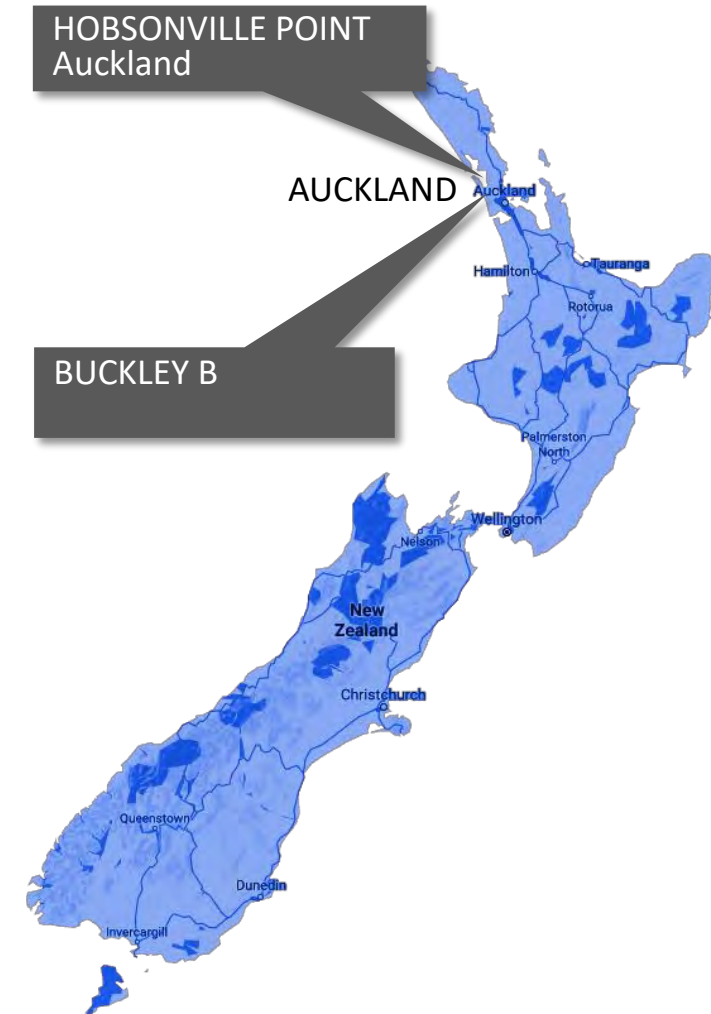 HOBSONVILLE POINT
Auckland
AUCKLAND
Auckland
Tauranga
Hamilton
Rotorua
BUCKLEY B
Palmerston
North
Wellington
Nelson
New
Zealand
Christchurch
Queenstown
Dunedin
Invercargill